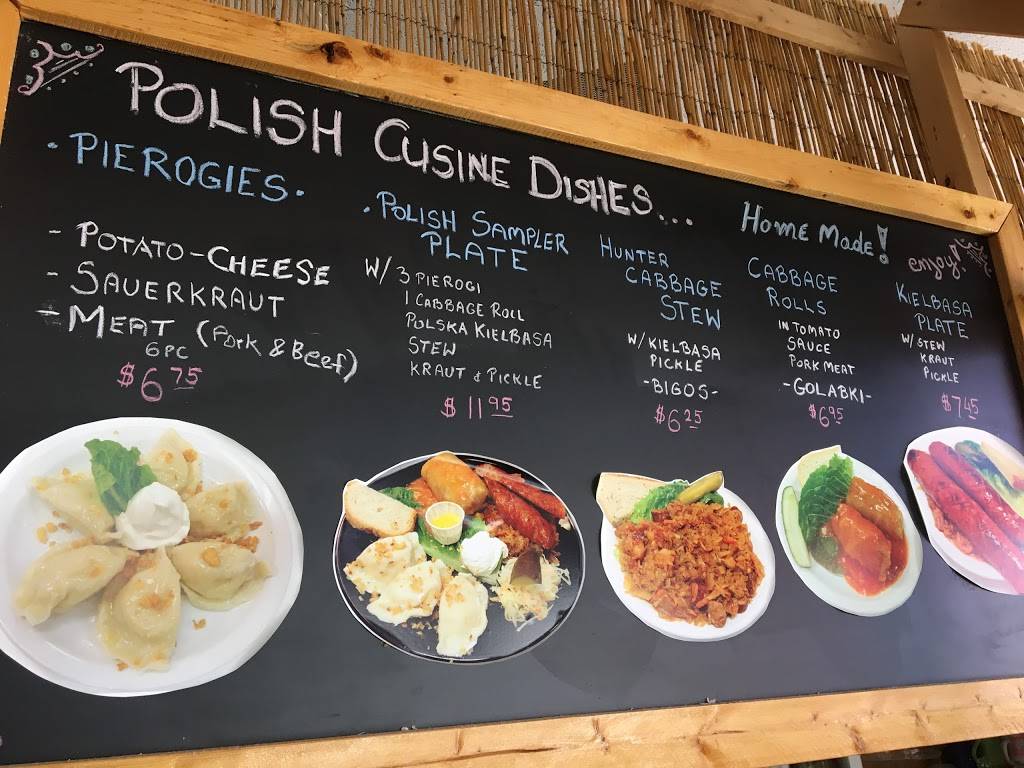 POLISH CUSINE DISHES...
Home Made!
enjoy!
• PIEROGIES •
- POTATO-CHEESE
- SAUERKRAUT
- MEAT (Pork & Beef)
6 PC
$6 75
• POLISH SAMPLER
PLATE
W/ 3 PIEROGI
1 CABBAGE ROLL
POLSKA KIELBASA
STEW
KRAUT & PICKLE
$11 95
HUNTER
CABBAGE
STEW
W/ KIELBASA
PICKLE
-BIGOS-
$6 25
CABBAGE
ROLLS
IN TOMATO
SAUCE
PORK MEAT
-GOLABKI-
$6 95
KIELBASA
PLATE
W/ STEW
KRAUT
PICKLE
$7 45